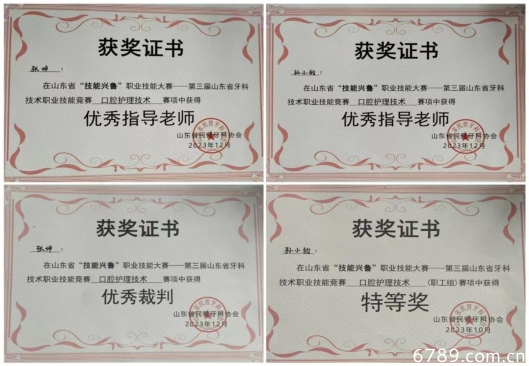 获奖证书
张婷：
在山东省“技能兴鲁”职业技能大赛——第三届山东省牙科
技术职业技能竞赛 口腔护理技术 赛项中获得
优秀指导老师
山东省民营牙科协会
2023年12月
获奖证书
孙小毅：
在山东省“技能兴鲁”职业技能大赛——第三届山东省牙科
技术职业技能竞赛 口腔护理技术 赛项中获得
优秀指导老师
山东省民营牙科协会
2023年12月
获奖证书
张婷：
在山东省“技能兴鲁”职业技能大赛——第三届山东省牙科
技术职业技能竞赛 口腔护理技术 赛项中获得
优秀裁判
山东省民营牙科协会
2023年12月
获奖证书
孙小毅：
在山东省“技能兴鲁”职业技能大赛——第三届山东省牙科
技术职业技能竞赛 口腔护理技术 （职工组）赛项中获得
特等奖
2023年10月
6789.com.cn